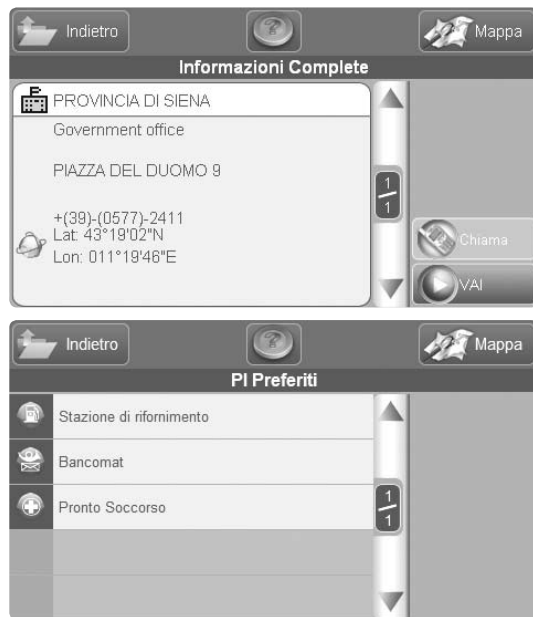 Indietro
Mappa
Informazioni Complete
PROVINCIA DI SIENA
Government office
PIAZZA DEL DUOMO 9
1
1
+(39)-(0577)-2411
Lat: 43°19'02"N
Lon: 011°19'46"E
Chiama
VAI
Indietro
Mappa
PI Preferiti
Stazione di rifornimento
Bancomat
Pronto Soccorso
1
1